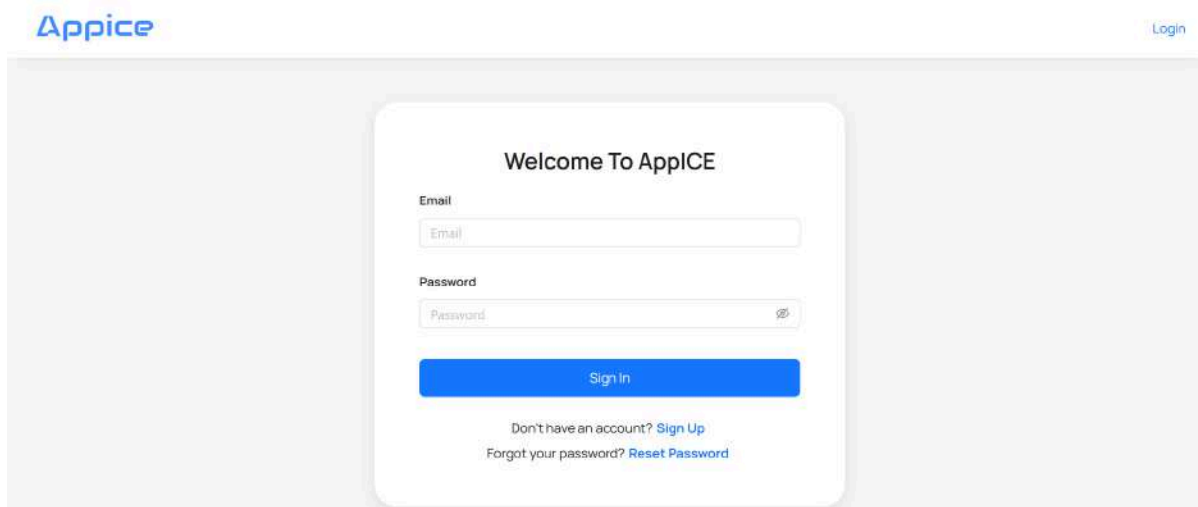 Appice
Login
Welcome To AppICE
Email
Email
Password
Password
Sign In
Don't have an account? Sign Up
Forgot your password? Reset Password